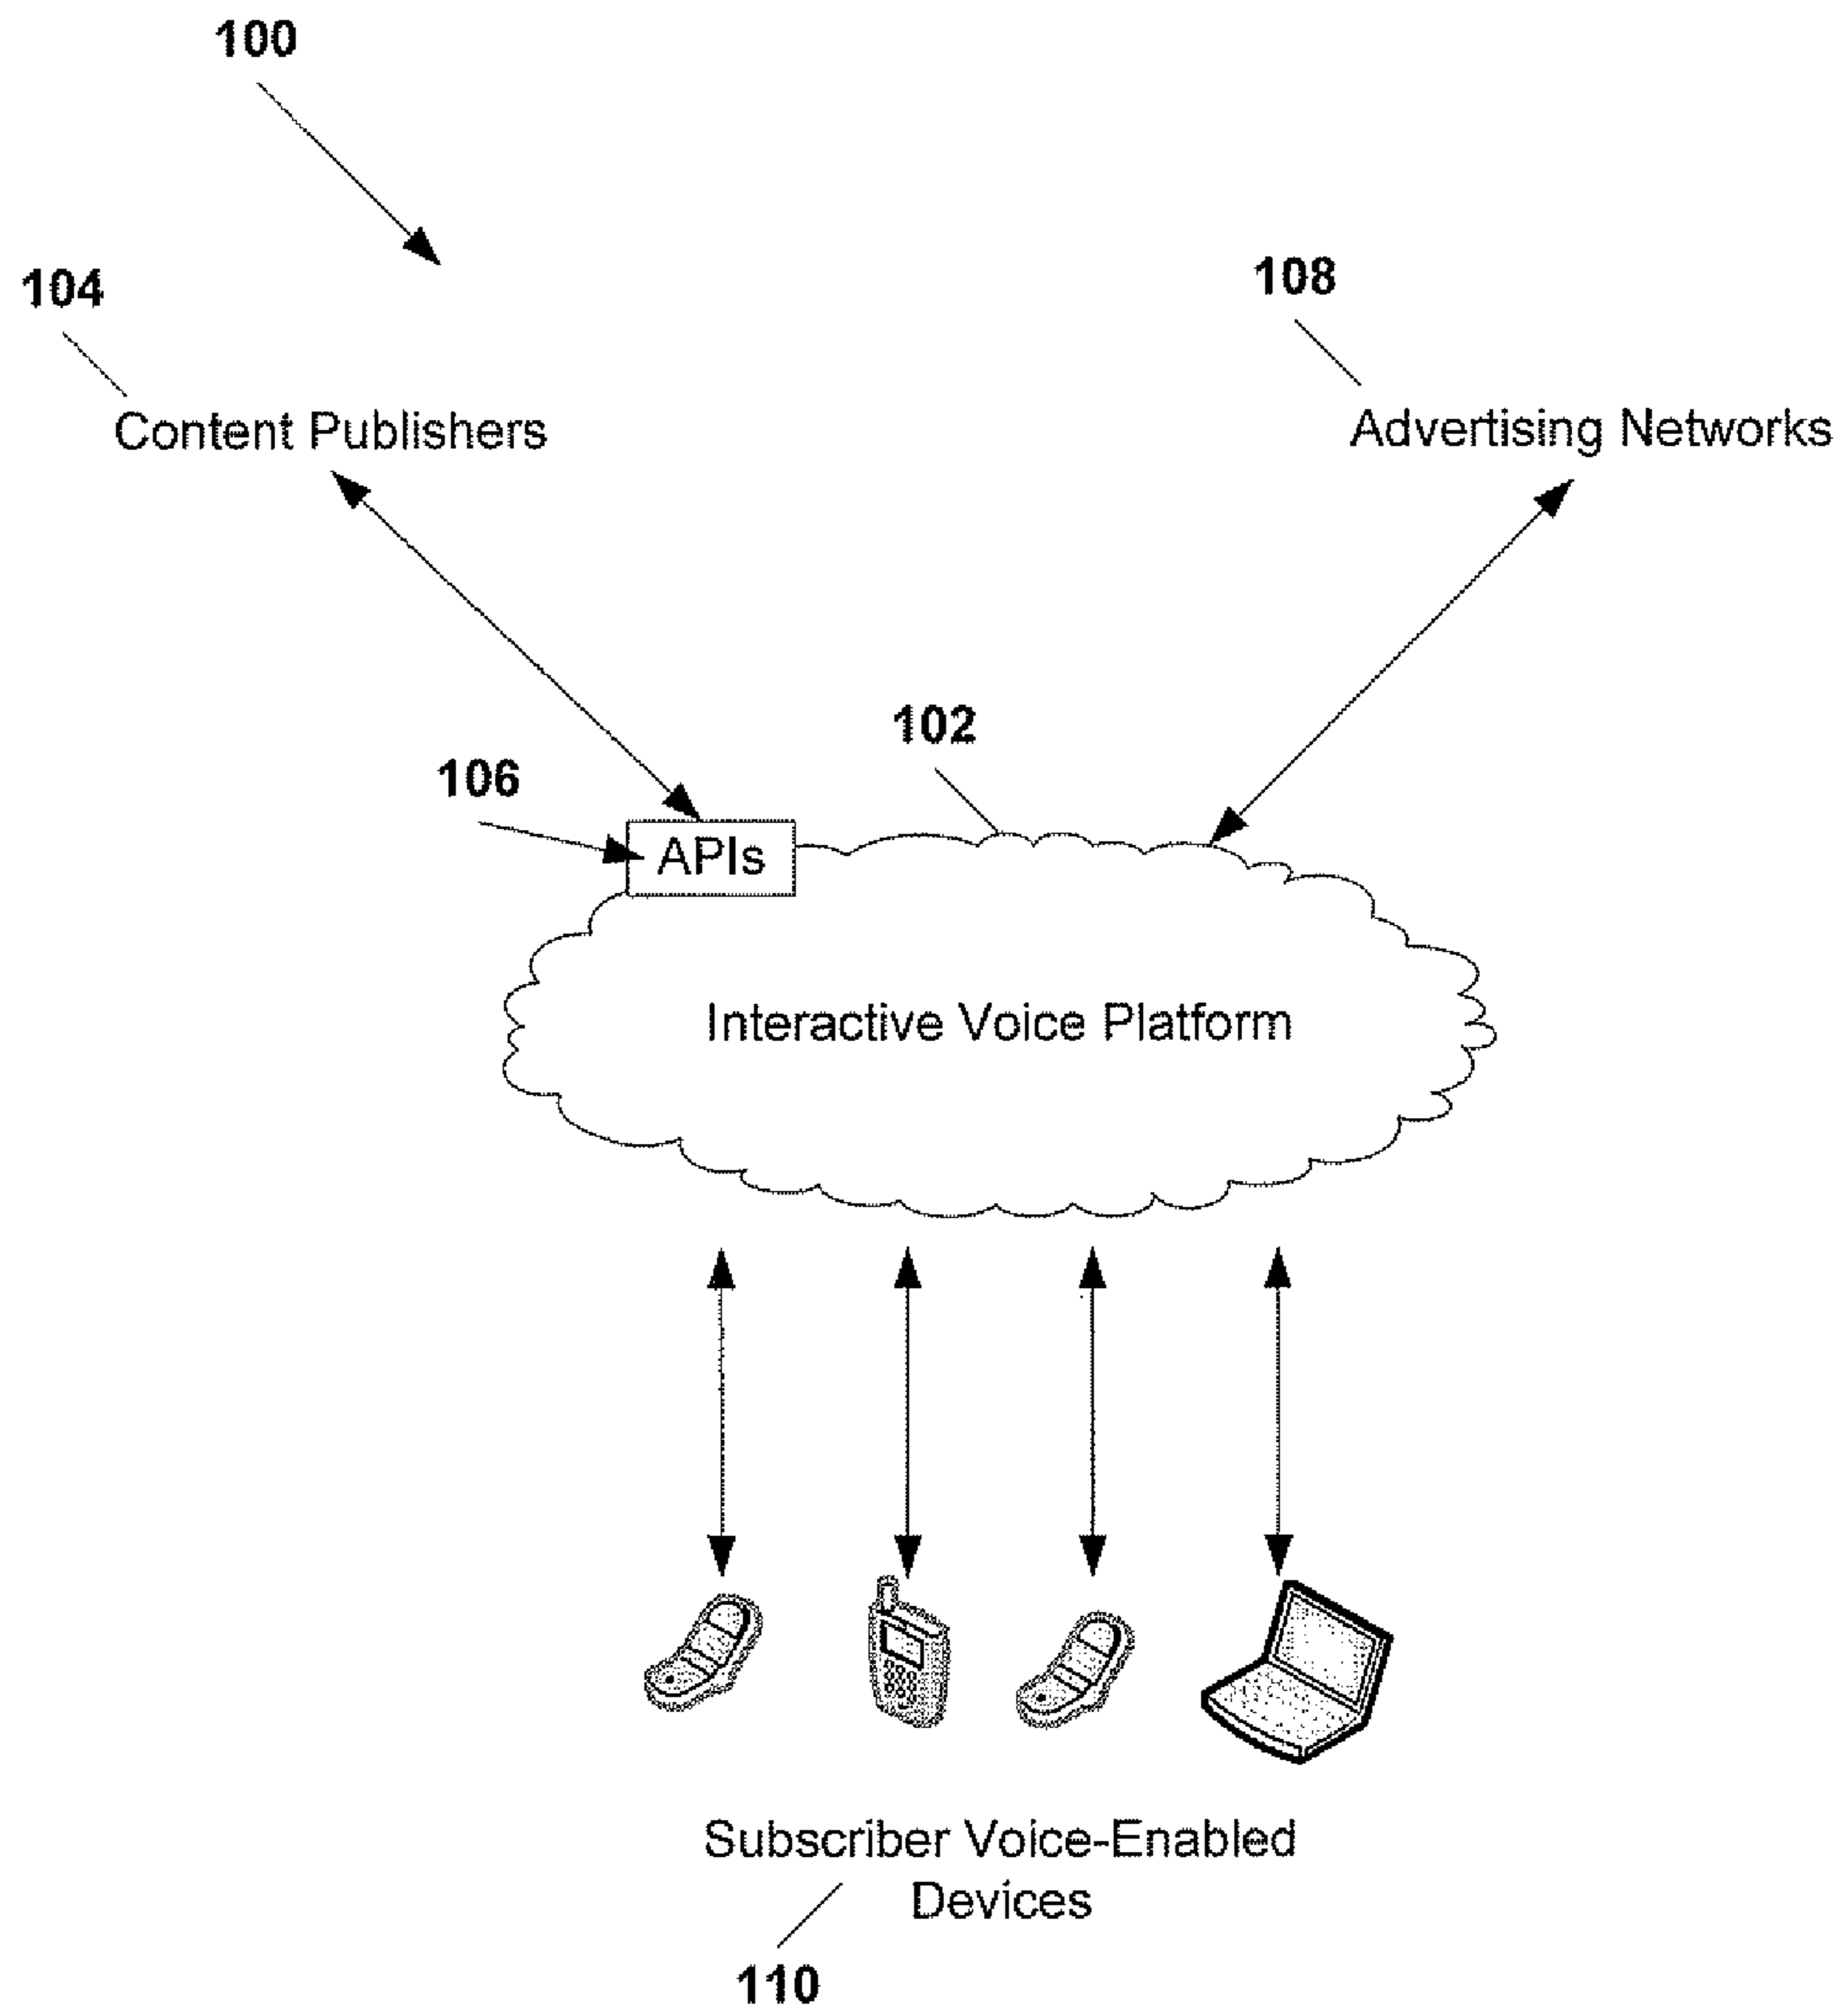 100
104
108
Content Publishers
Advertising Networks
102
106
APIs
Interactive Voice Platform
Subscriber Voice-Enabled
Devices
110